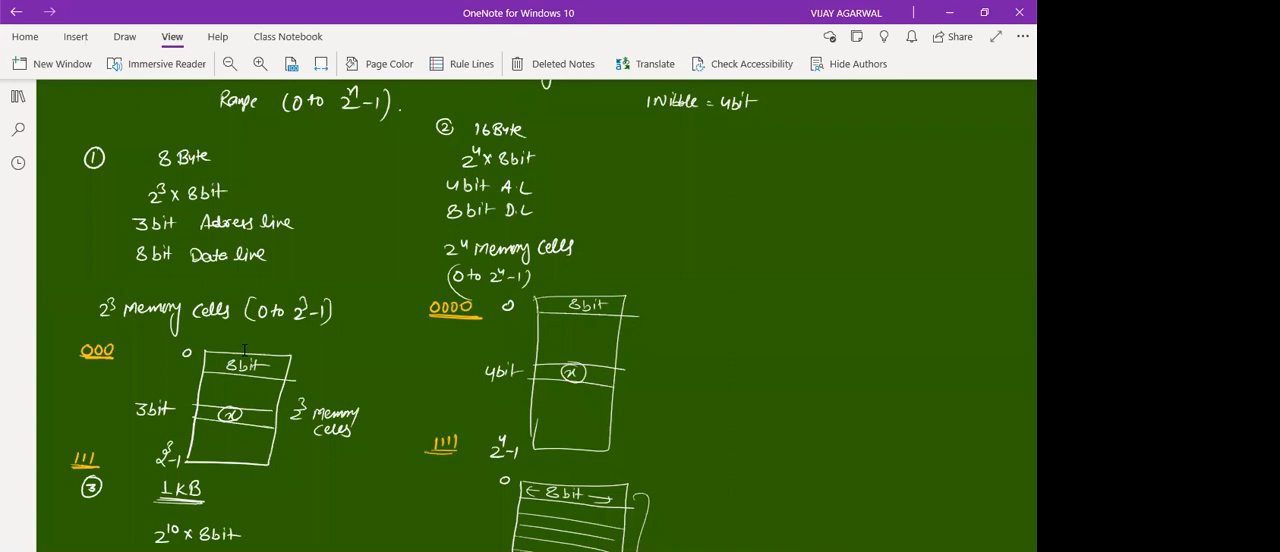 OneNote for Windows 10
VIJAY AGARWAL
Home Insert Draw View Help Class Notebook
Share
New Window Immersive Reader Page Color Rule Lines Deleted Notes Translate Check Accessibility Hide Authors
Range (0 to 2^n-1).
1 Nibble = 4bit
① 8 Byte
2^3 x 8bit
3bit Address line
8bit Data line
2^3 Memory Cells (0 to 2^3-1)
000
0
8bit
3bit
x
2^3 Memory
Cells
111
2^3-1
② 16 Byte
2^4 x 8bit
4bit A.L
8bit D.L
2^4 Memory Cells
(0 to 2^4-1)
0000
0
8bit
4bit
x
1111
2^4-1
③ 1KB
2^10 x 8bit
0
← 8bit →